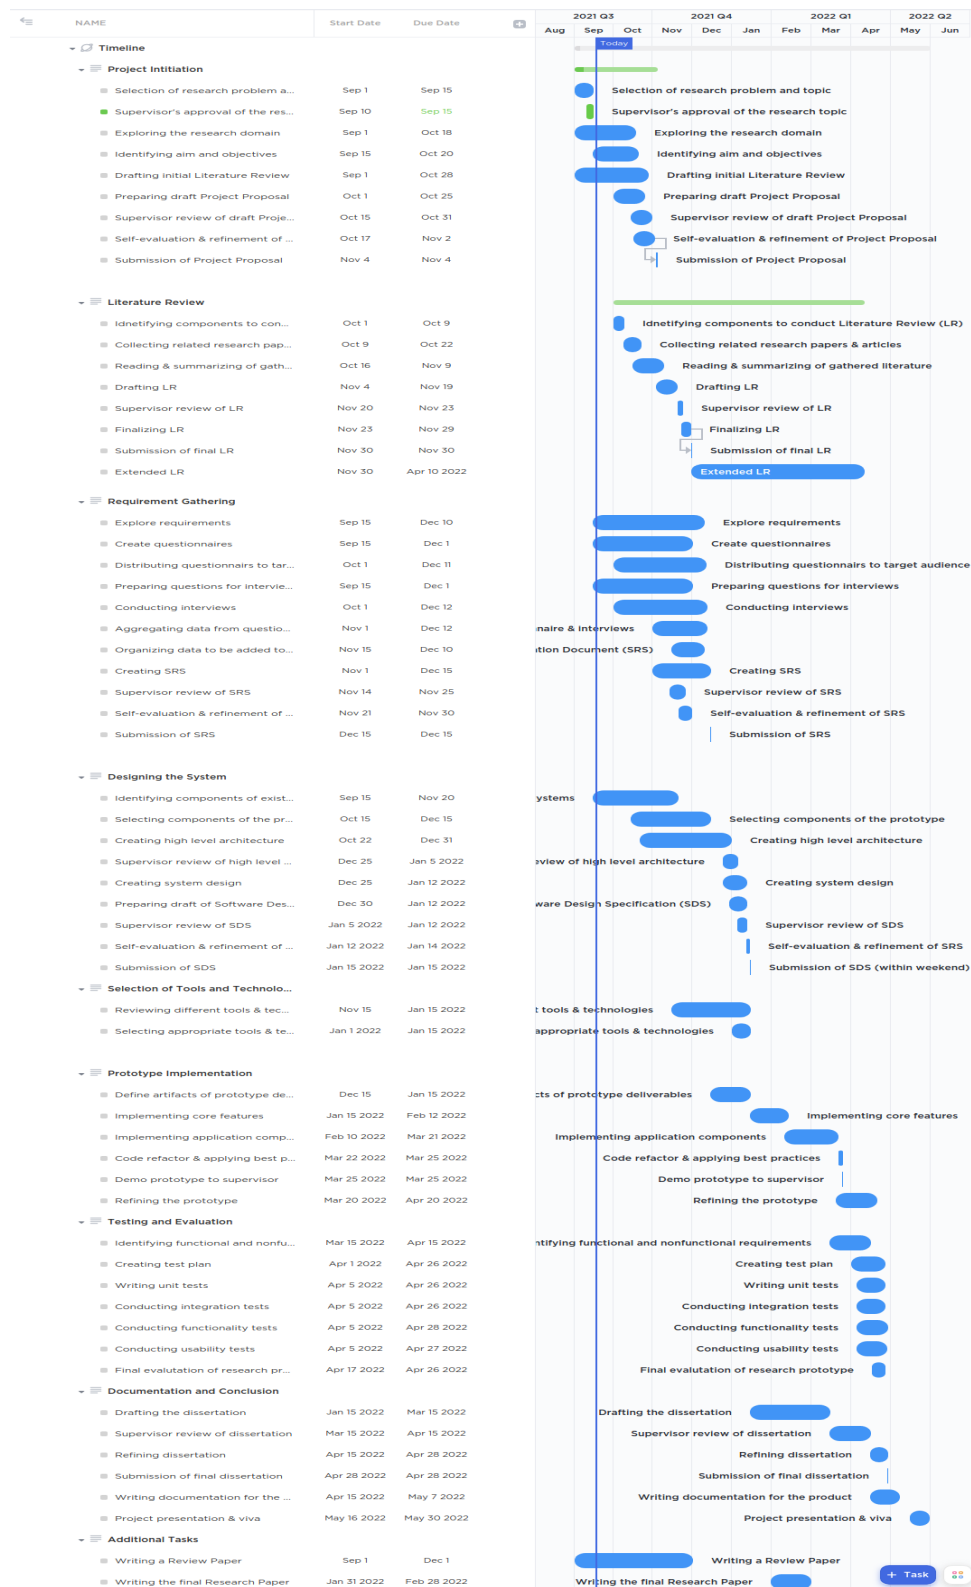 2021 Q3 2021 Q4 2022 Q1 2022 Q2
NAME Start Date Due Date Aug Sep Oct Nov Dec Jan Feb Mar Apr May Jun
Timeline Today
Project Intitiation
Selection of research problem a... Sep 1 Sep 15 Selection of research problem and topic
Supervisor's approval of the res... Sep 10 Sep 15 Supervisor's approval of the research topic
Exploring the research domain Sep 1 Oct 18 Exploring the research domain
Identifying aim and objectives Sep 15 Oct 20 Identifying aim and objectives
Drafting initial Literature Review Sep 1 Oct 28 Drafting initial Literature Review
Preparing draft Project Proposal Oct 1 Oct 25 Preparing draft Project Proposal
Supervisor review of draft Proje... Oct 15 Oct 31 Supervisor review of draft Project Proposal
Self-evaluation & refinement of ... Oct 17 Nov 2 Self-evaluation & refinement of Project Proposal
Submission of Project Proposal Nov 4 Nov 4 Submission of Project Proposal
Literature Review
Idnetifying components to con... Oct 1 Oct 9 Idnetifying components to conduct Literature Review (LR)
Collecting related research pap... Oct 9 Oct 22 Collecting related research papers & articles
Reading & summarizing of gath... Oct 16 Nov 9 Reading & summarizing of gathered literature
Drafting LR Nov 4 Nov 19 Drafting LR
Supervisor review of LR Nov 20 Nov 23 Supervisor review of LR
Finalizing LR Nov 23 Nov 29 Finalizing LR
Submission of final LR Nov 30 Nov 30 Submission of final LR
Extended LR Nov 30 Apr 10 2022 Extended LR
Requirement Gathering
Explore requirements Sep 15 Dec 10 Explore requirements
Create questionnaires Sep 15 Dec 1 Create questionnaires
Distributing questionnairs to tar... Oct 1 Dec 11 Distributing questionnairs to target audience
Preparing questions for intervie... Sep 15 Dec 1 Preparing questions for interviews
Conducting interviews Oct 1 Dec 12 Conducting interviews
Aggregating data from questio... Nov 1 Dec 12 nnaire & interviews
Organizing data to be added to... Nov 15 Dec 10 tion Document (SRS)
Creating SRS Nov 1 Dec 15 Creating SRS
Supervisor review of SRS Nov 14 Nov 25 Supervisor review of SRS
Self-evaluation & refinement of ... Nov 21 Nov 30 Self-evaluation & refinement of SRS
Submission of SRS Dec 15 Dec 15 Submission of SRS
Designing the System
Identifying components of exist... Sep 15 Nov 20 ystems
Selecting components of the pr... Oct 15 Dec 15 Selecting components of the prototype
Creating high level architecture Oct 22 Dec 31 Creating high level architecture
Supervisor review of high level ... Dec 25 Jan 5 2022 eview of high level architecture
Creating system design Dec 25 Jan 12 2022 Creating system design
Preparing draft of Software Des... Dec 30 Jan 12 2022 ware Design Specification (SDS)
Supervisor review of SDS Jan 5 2022 Jan 12 2022 Supervisor review of SDS
Self-evaluation & refinement of ... Jan 12 2022 Jan 14 2022 Self-evaluation & refinement of SRS
Submission of SDS Jan 15 2022 Jan 15 2022 Submission of SDS (within weekend)
Selection of Tools and Technolo...
Reviewing different tools & tec... Nov 15 Jan 15 2022 t tools & technologies
Selecting appropriate tools & te... Jan 1 2022 Jan 15 2022 appropriate tools & technologies
Prototype Implementation
Define artifacts of prototype de... Dec 15 Jan 15 2022 cts of prototype deliverables
Implementing core features Jan 15 2022 Feb 12 2022 Implementing core features
Implementing application comp... Feb 10 2022 Mar 21 2022 Implementing application components
Code refactor & applying best p... Mar 22 2022 Mar 25 2022 Code refactor & applying best practices
Demo prototype to supervisor Mar 25 2022 Mar 25 2022 Demo prototype to supervisor
Refining the prototype Mar 20 2022 Apr 20 2022 Refining the prototype
Testing and Evaluation
Identifying functional and nonfu... Mar 15 2022 Apr 15 2022 ntifying functional and nonfunctional requirements
Creating test plan Apr 1 2022 Apr 26 2022 Creating test plan
Writing unit tests Apr 5 2022 Apr 26 2022 Writing unit tests
Conducting integration tests Apr 5 2022 Apr 26 2022 Conducting integration tests
Conducting functionality tests Apr 5 2022 Apr 28 2022 Conducting functionality tests
Conducting usability tests Apr 5 2022 Apr 27 2022 Conducting usability tests
Final evalutation of research pr... Apr 17 2022 Apr 26 2022 Final evalutation of research prototype
Documentation and Conclusion
Drafting the dissertation Jan 15 2022 Mar 15 2022 Drafting the dissertation
Supervisor review of dissertation Mar 15 2022 Apr 15 2022 Supervisor review of dissertation
Refining dissertation Apr 15 2022 Apr 28 2022 Refining dissertation
Submission of final dissertation Apr 28 2022 Apr 28 2022 Submission of final dissertation
Writing documentation for the ... Apr 15 2022 May 7 2022 Writing documentation for the product
Project presentation & viva May 16 2022 May 30 2022 Project presentation & viva
Additional Tasks
Writing a Review Paper Sep 1 Dec 1 Writing a Review Paper
Writing the final Research Paper Jan 31 2022 Feb 28 2022 Writing the final Research Paper
+ Task